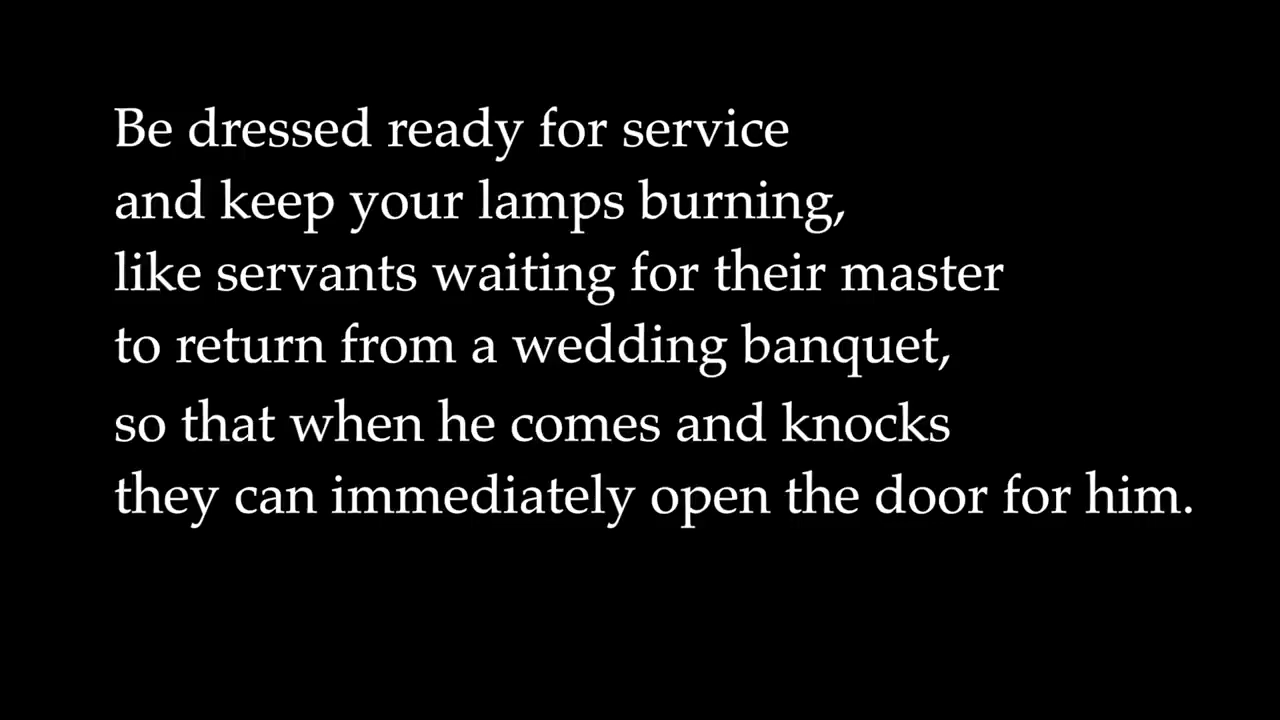 Be dressed ready for service
and keep your lamps burning,
like servants waiting for their master
to return from a wedding banquet,
so that when he comes and knocks
they can immediately open the door for him.